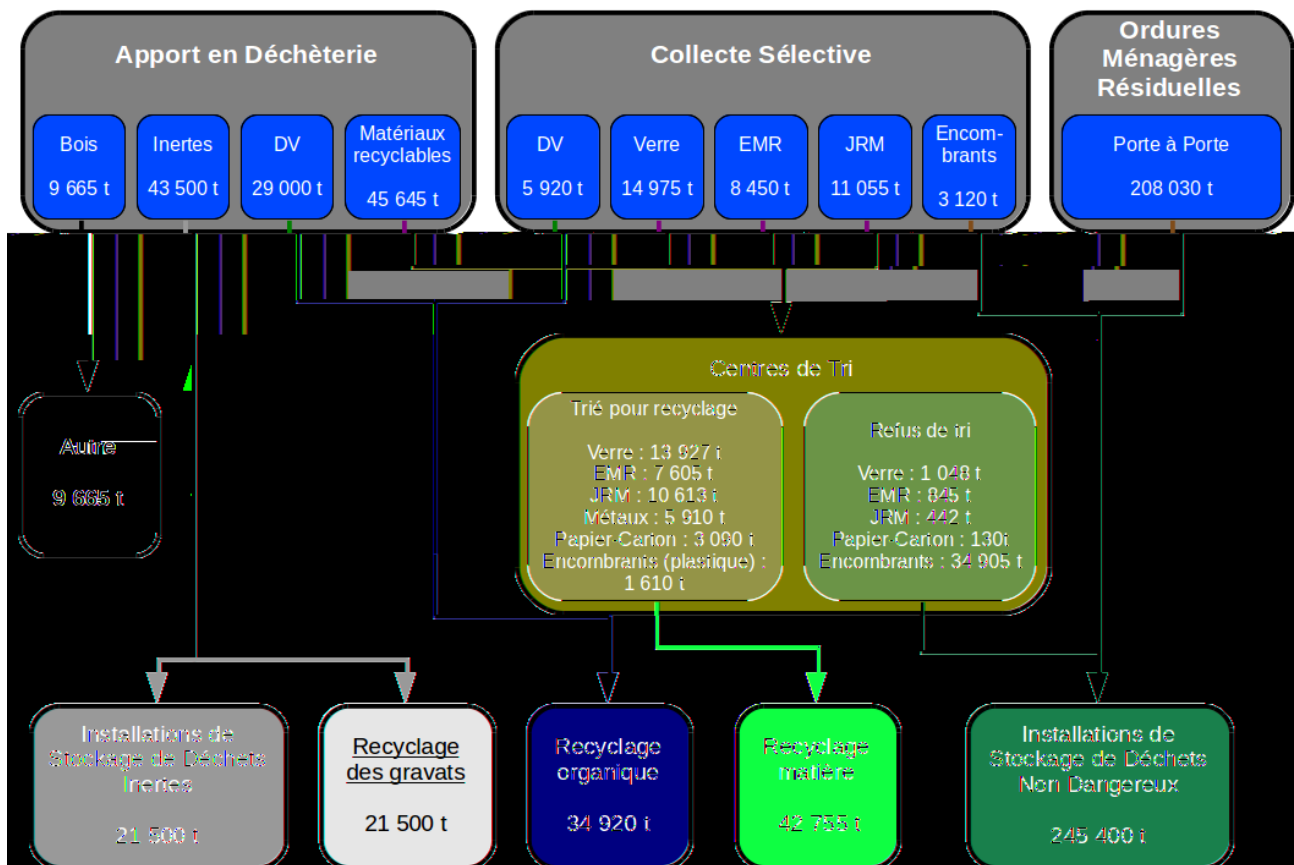 Apport en Déchèterie
Bois
9 665 t
Inertes
43 500 t
DV
29 000 t
Matériaux
recyclables
45 645 t
Collecte Sélective
DV
5 920 t
Verre
14 975 t
EMR
8 450 t
JRM
11 055 t
Encom-
brants
3 120 t
Ordures
Ménagères
Résiduelles
Porte à Porte
208 030 t
Autre
9 665 t
Centres de Tri
Trié pour recyclage
Verre : 13 927 t
EMR : 7 605 t
JRM : 10 613 t
Métaux : 5 910 t
Papier-Carton : 3 090 t
Encombrants (plastique) :
1 610 t
Refus de tri
Verre : 1 048 t
EMR : 845 t
JRM : 442 t
Papier-Carton : 130t
Encombrants : 34 905 t
Installations de
Stockage de Déchets
Inertes
21 500 t
Recyclage
des gravats
21 500 t
Recyclage
organique
34 920 t
Recyclage
matière
42 755 t
Installations de
Stockage de Déchets
Non Dangereux
245 400 t